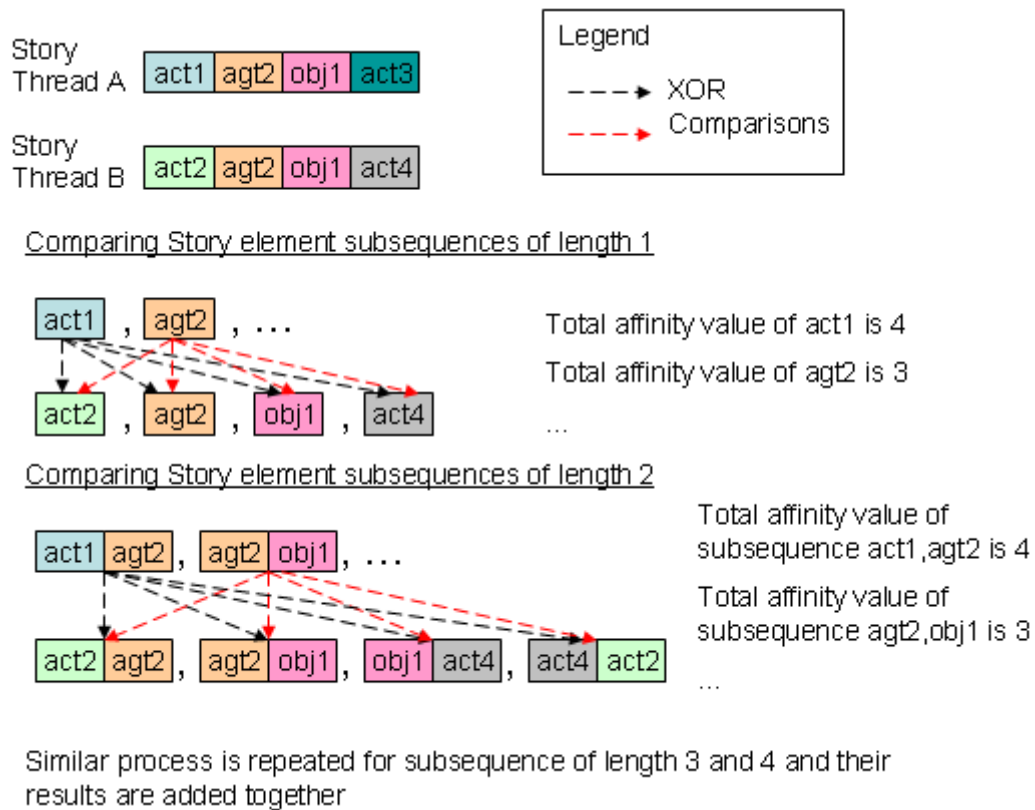 Story
Thread A
act1 agt2 obj1 act3
Story
Thread B
act2 agt2 obj1 act4
Legend
XOR
Comparisons
Comparing Story element subsequences of length 1
act1 , agt2 , ...
act2 , agt2 , obj1 , act4
Total affinity value of act1 is 4
Total affinity value of agt2 is 3
...
Comparing Story element subsequences of length 2
act1 agt2 , agt2 obj1 , ...
act2 agt2 , agt2 obj1 , obj1 act4 , act4 act2
Total affinity value of
subsequence act1,agt2 is 4
Total affinity value of
subsequence agt2,obj1 is 3
...
Similar process is repeated for subsequence of length 3 and 4 and their
results are added together